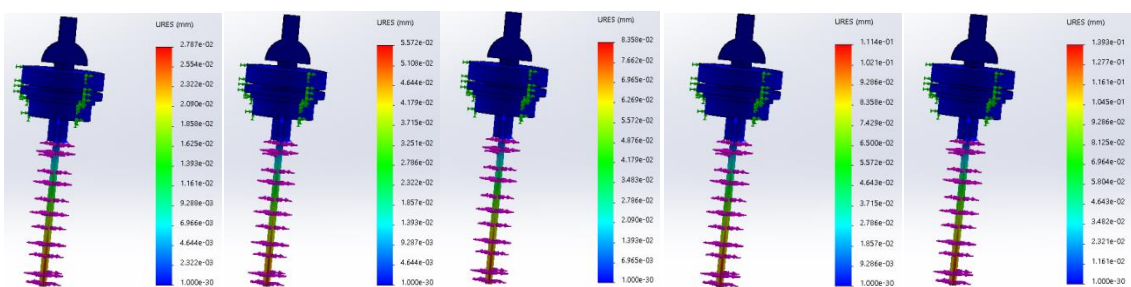 URES (mm)
2.787e-02
2.554e-02
2.322e-02
2.090e-02
1.858e-02
1.625e-02
1.393e-02
1.161e-02
9.288e-03
6.966e-03
4.644e-03
2.322e-03
1.000e-30
URES (mm)
5.572e-02
5.108e-02
4.644e-02
4.179e-02
3.715e-02
3.251e-02
2.786e-02
2.322e-02
1.857e-02
1.393e-02
9.287e-03
4.644e-03
1.000e-30
URES (mm)
8.358e-02
7.662e-02
6.965e-02
6.269e-02
5.572e-02
4.876e-02
4.179e-02
3.483e-02
2.786e-02
2.090e-02
1.393e-02
6.965e-03
1.000e-30
URES (mm)
1.114e-01
1.021e-01
9.286e-02
8.358e-02
7.429e-02
6.500e-02
5.572e-02
4.643e-02
3.715e-02
2.786e-02
1.857e-02
9.286e-03
1.000e-30
URES (mm)
1.393e-01
1.277e-01
1.161e-01
1.045e-01
9.286e-02
8.125e-02
6.964e-02
5.804e-02
4.643e-02
3.482e-02
2.321e-02
1.161e-02
1.000e-30